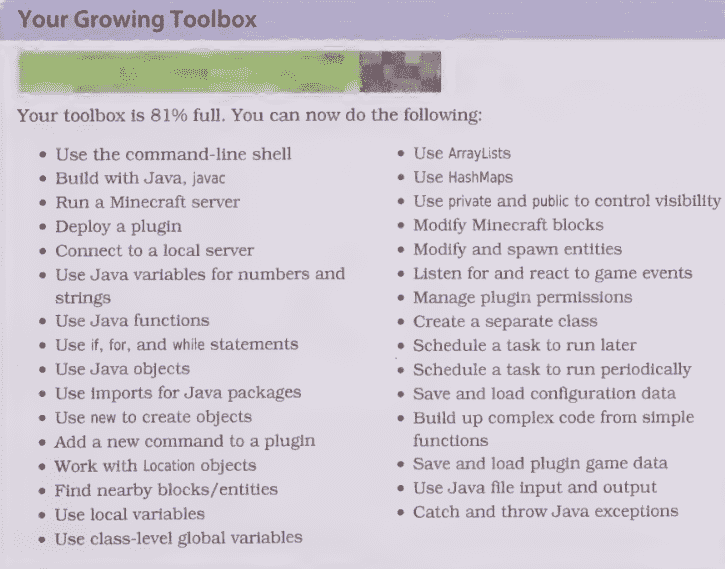 Your Growing Toolbox
Your toolbox is 81% full. You can now do the following:
• Use the command-line shell
• Build with Java, javac
• Run a Minecraft server
• Deploy a plugin
• Connect to a local server
• Use Java variables for numbers and
strings
• Use Java functions
• Use if, for, and while statements
• Use Java objects
• Use imports for Java packages
• Use new to create objects
• Add a new command to a plugin
• Work with Location objects
• Find nearby blocks/entities
• Use local variables
• Use class-level global variables
• Use ArrayLists
• Use HashMaps
• Use private and public to control visibility
• Modify Minecraft blocks
• Modify and spawn entities
• Listen for and react to game events
• Manage plugin permissions
• Create a separate class
• Schedule a task to run later
• Schedule a task to run periodically
• Save and load configuration data
• Build up complex code from simple
functions
• Save and load plugin game data
• Use Java file input and output
• Catch and throw Java exceptions